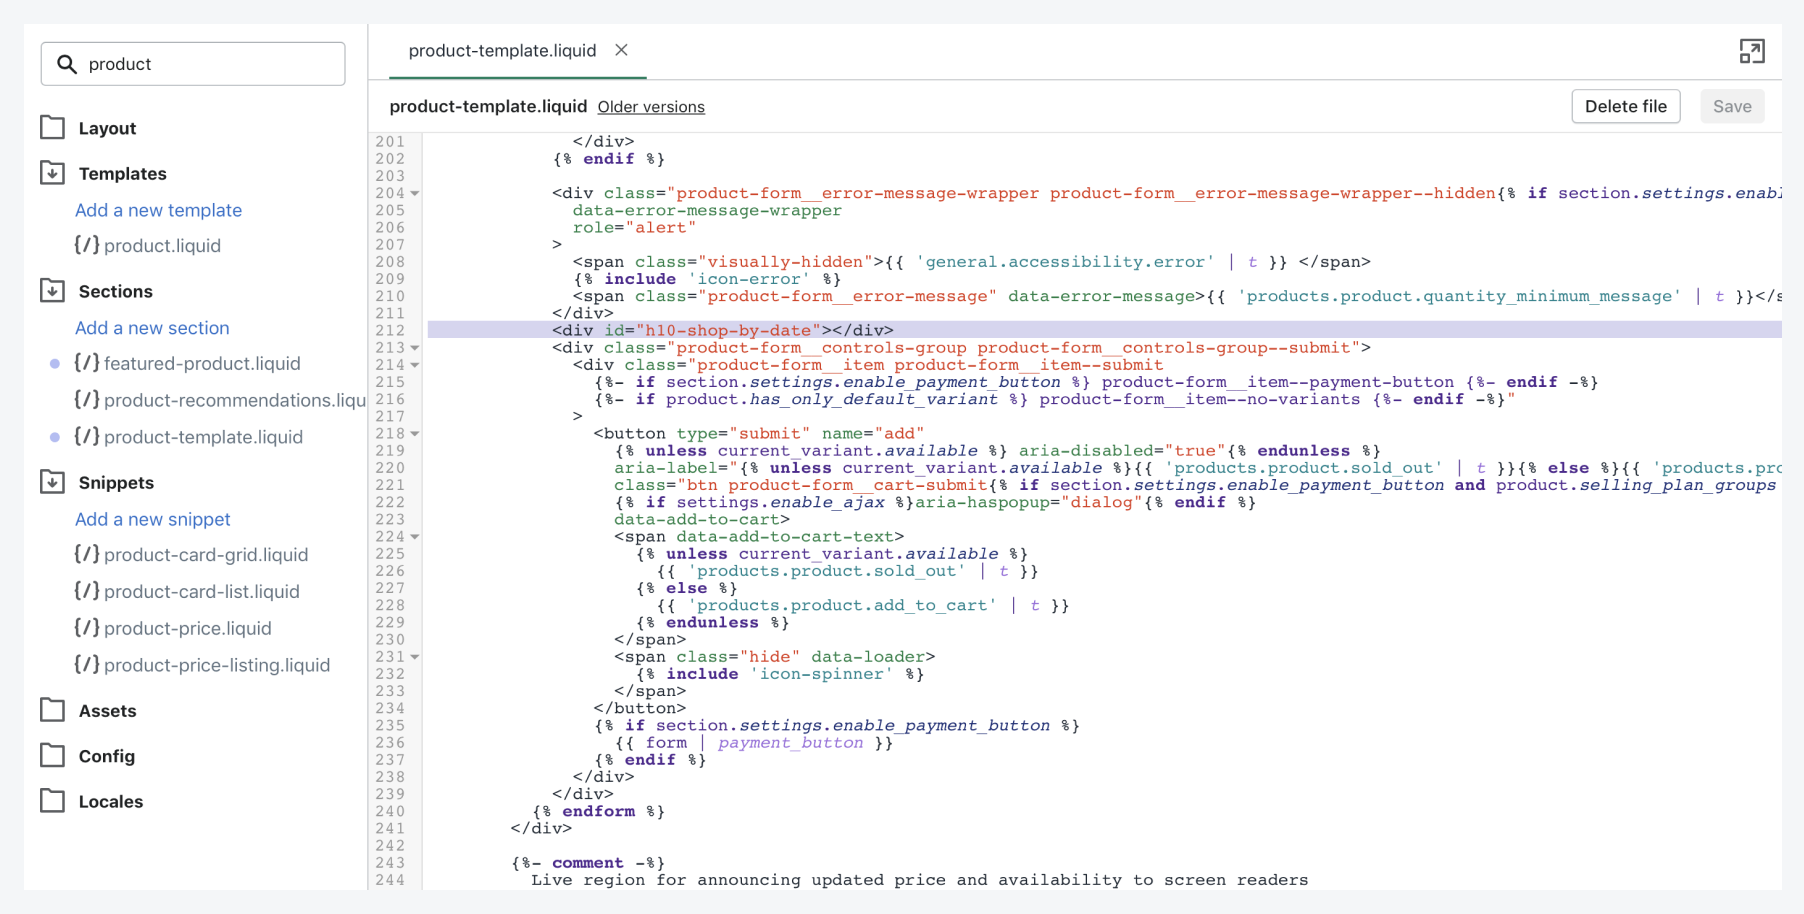 product
Layout
Templates
Add a new template
{/} product.liquid
Sections
Add a new section
{/} featured-product.liquid
{/} product-recommendations.liqu
{/} product-template.liquid
Snippets
Add a new snippet
{/} product-card-grid.liquid
{/} product-card-list.liquid
{/} product-price.liquid
{/} product-price-listing.liquid
Assets
Config
Locales
product-template.liquid
product-template.liquid Older versions
Delete file
Save
201 </div>
202 {% endif %}
203
204 <div class="product-form__error-message-wrapper product-form__error-message-wrapper--hidden{% if section.settings.enabl
205 data-error-message-wrapper
206 role="alert"
207 >
208 <span class="visually-hidden">{{ 'general.accessibility.error' | t }} </span>
209 {% include 'icon-error' %}
210 <span class="product-form__error-message" data-error-message>{{ 'products.product.quantity_minimum_message' | t }}</s
211 </div>
212 <div id="h10-shop-by-date"></div>
213 <div class="product-form__controls-group product-form__controls-group--submit">
214 <div class="product-form__item product-form__item--submit
215 {%- if section.settings.enable_payment_button %} product-form__item--payment-button {%- endif -%}
216 {%- if product.has_only_default_variant %} product-form__item--no-variants {%- endif -%}"
217 >
218 <button type="submit" name="add"
219 {% unless current_variant.available %} aria-disabled="true"{% endunless %}
220 aria-label="{% unless current_variant.available %}{{ 'products.product.sold_out' | t }}{% else %}{{ 'products.pro
221 class="btn product-form__cart-submit{% if section.settings.enable_payment_button and product.selling_plan_groups
222 {% if settings.enable_ajax %}aria-haspopup="dialog"{% endif %}
223 data-add-to-cart>
224 <span data-add-to-cart-text>
225 {% unless current_variant.available %}
226 {{ 'products.product.sold_out' | t }}
227 {% else %}
228 {{ 'products.product.add_to_cart' | t }}
229 {% endunless %}
230 </span>
231 <span class="hide" data-loader>
232 {% include 'icon-spinner' %}
233 </span>
234 </button>
235 {% if section.settings.enable_payment_button %}
236 {{ form | payment_button }}
237 {% endif %}
238 </div>
239 </div>
240 {% endform %}
241 </div>
242
243 {%- comment -%}
244 Live region for announcing updated price and availability to screen readers